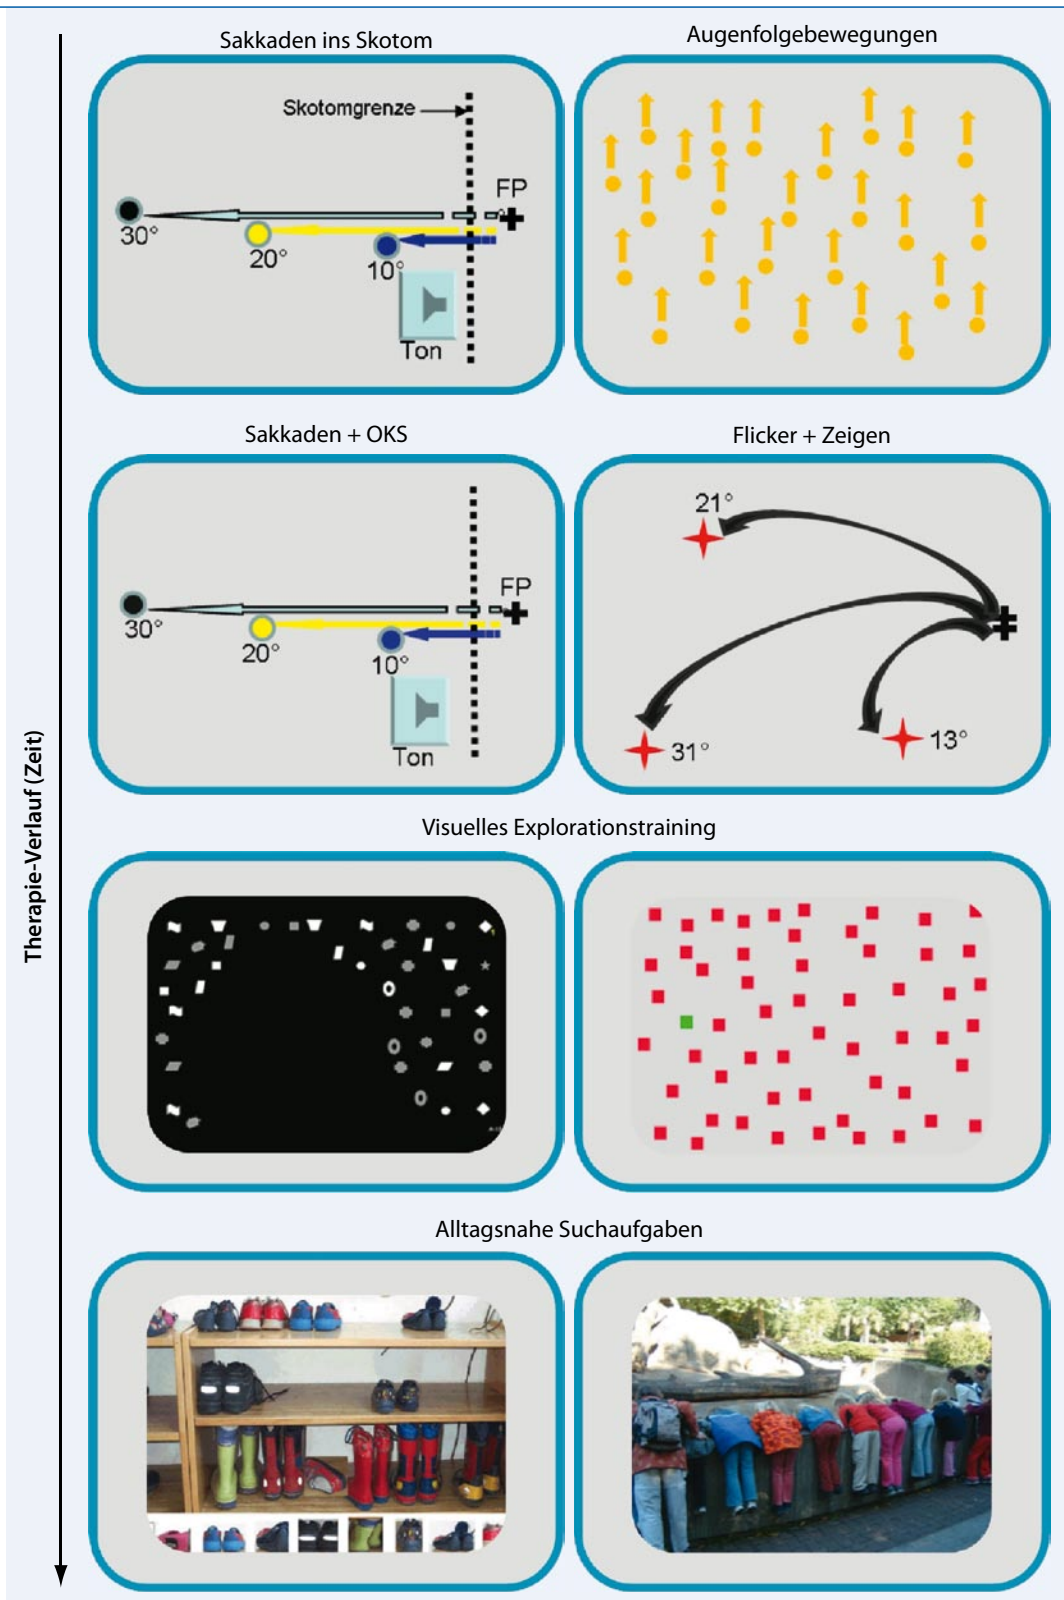 Therapie-Verlauf (Zeit)
Sakkaden ins Skotom
Skotomgrenze
FP
30°
20°
10°
Ton
Augenfolgebewegungen
Sakkaden + OKS
FP
30°
20°
10°
Ton
Flicker + Zeigen
21°
31°
13°
Visuelles Explorationstraining
Alltagsnahe Suchaufgaben